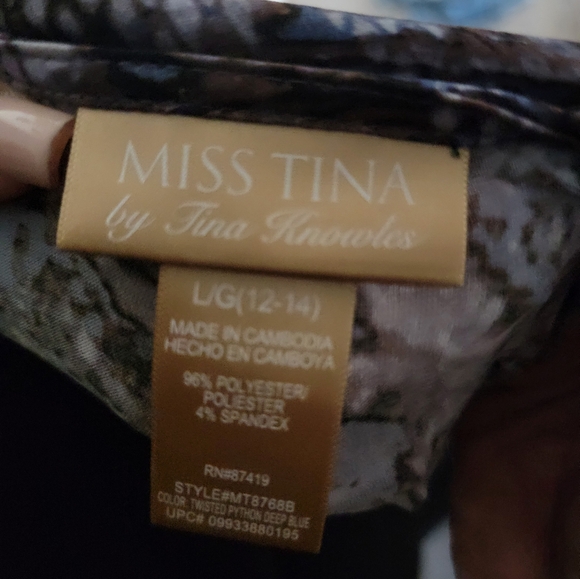 MISS TINA
by Tina Knowles
L/G(12-14)
MADE IN CAMBODIA
HECHO EN CAMBOYA
96% POLYESTER/
POLIESTER
4% SPANDEX
RN#87419
STYLE#MT8768B
COLOR: TWISTED PYTHON DEEP BLUE
UPC# 09933880195